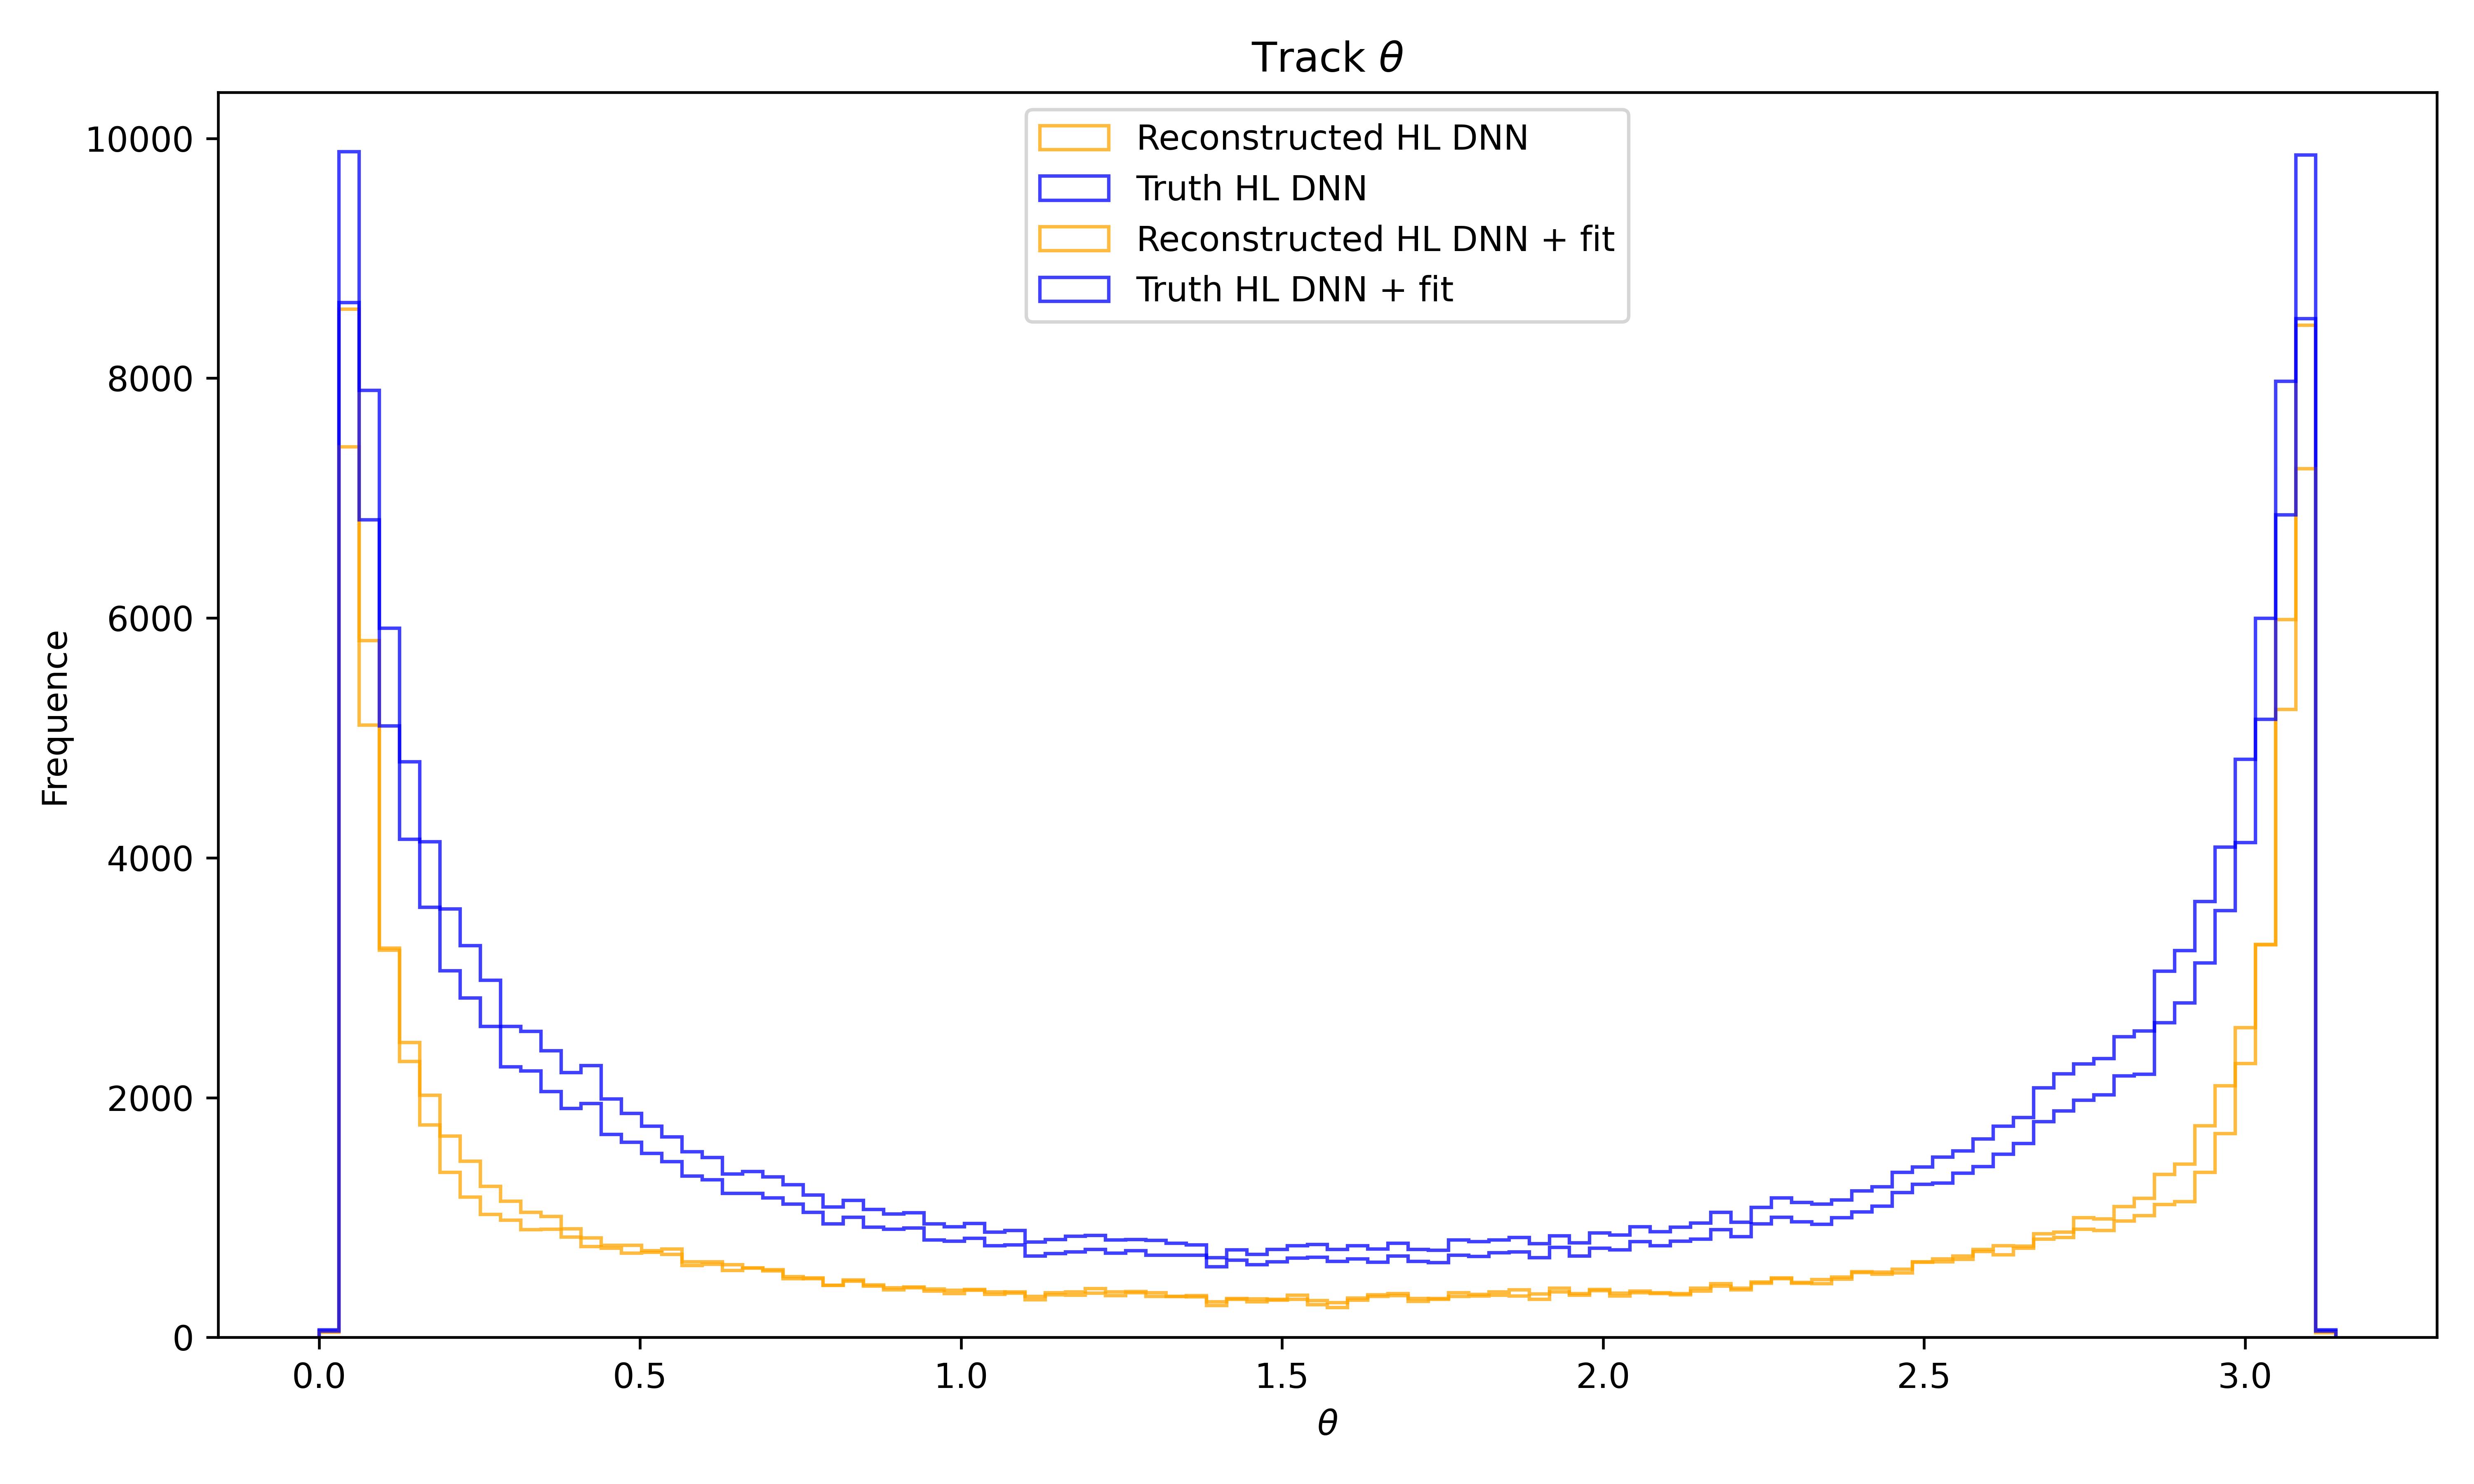 Track θ
Reconstructed HL DNN
Truth HL DNN
Reconstructed HL DNN + fit
Truth HL DNN + fit
10000
8000
6000
4000
2000
0
Frequence
0.0 0.5 1.0 1.5 2.0 2.5 3.0
θ